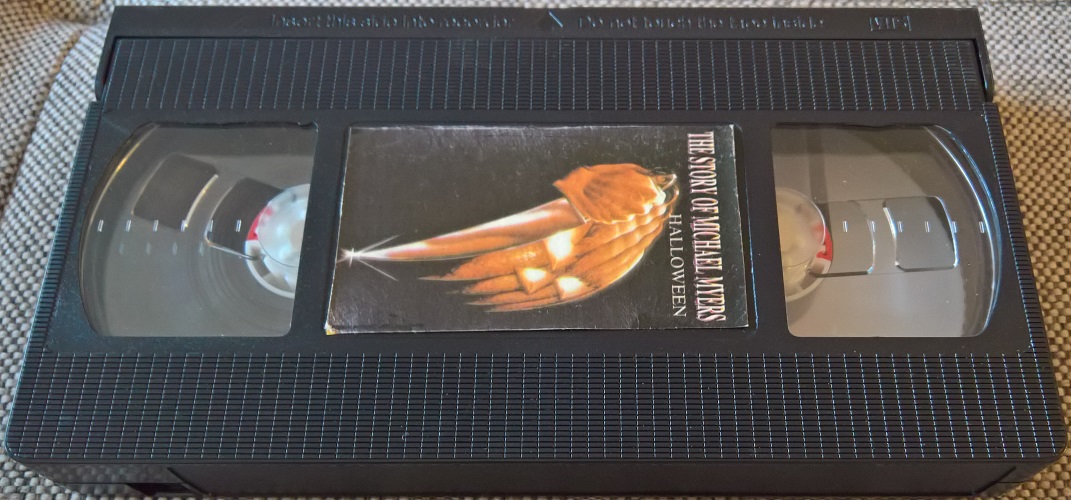 Insert this side into recorder
Do not touch the tape inside
VHS
THE STORY OF MICHAEL MYERS
HALLOWEEN